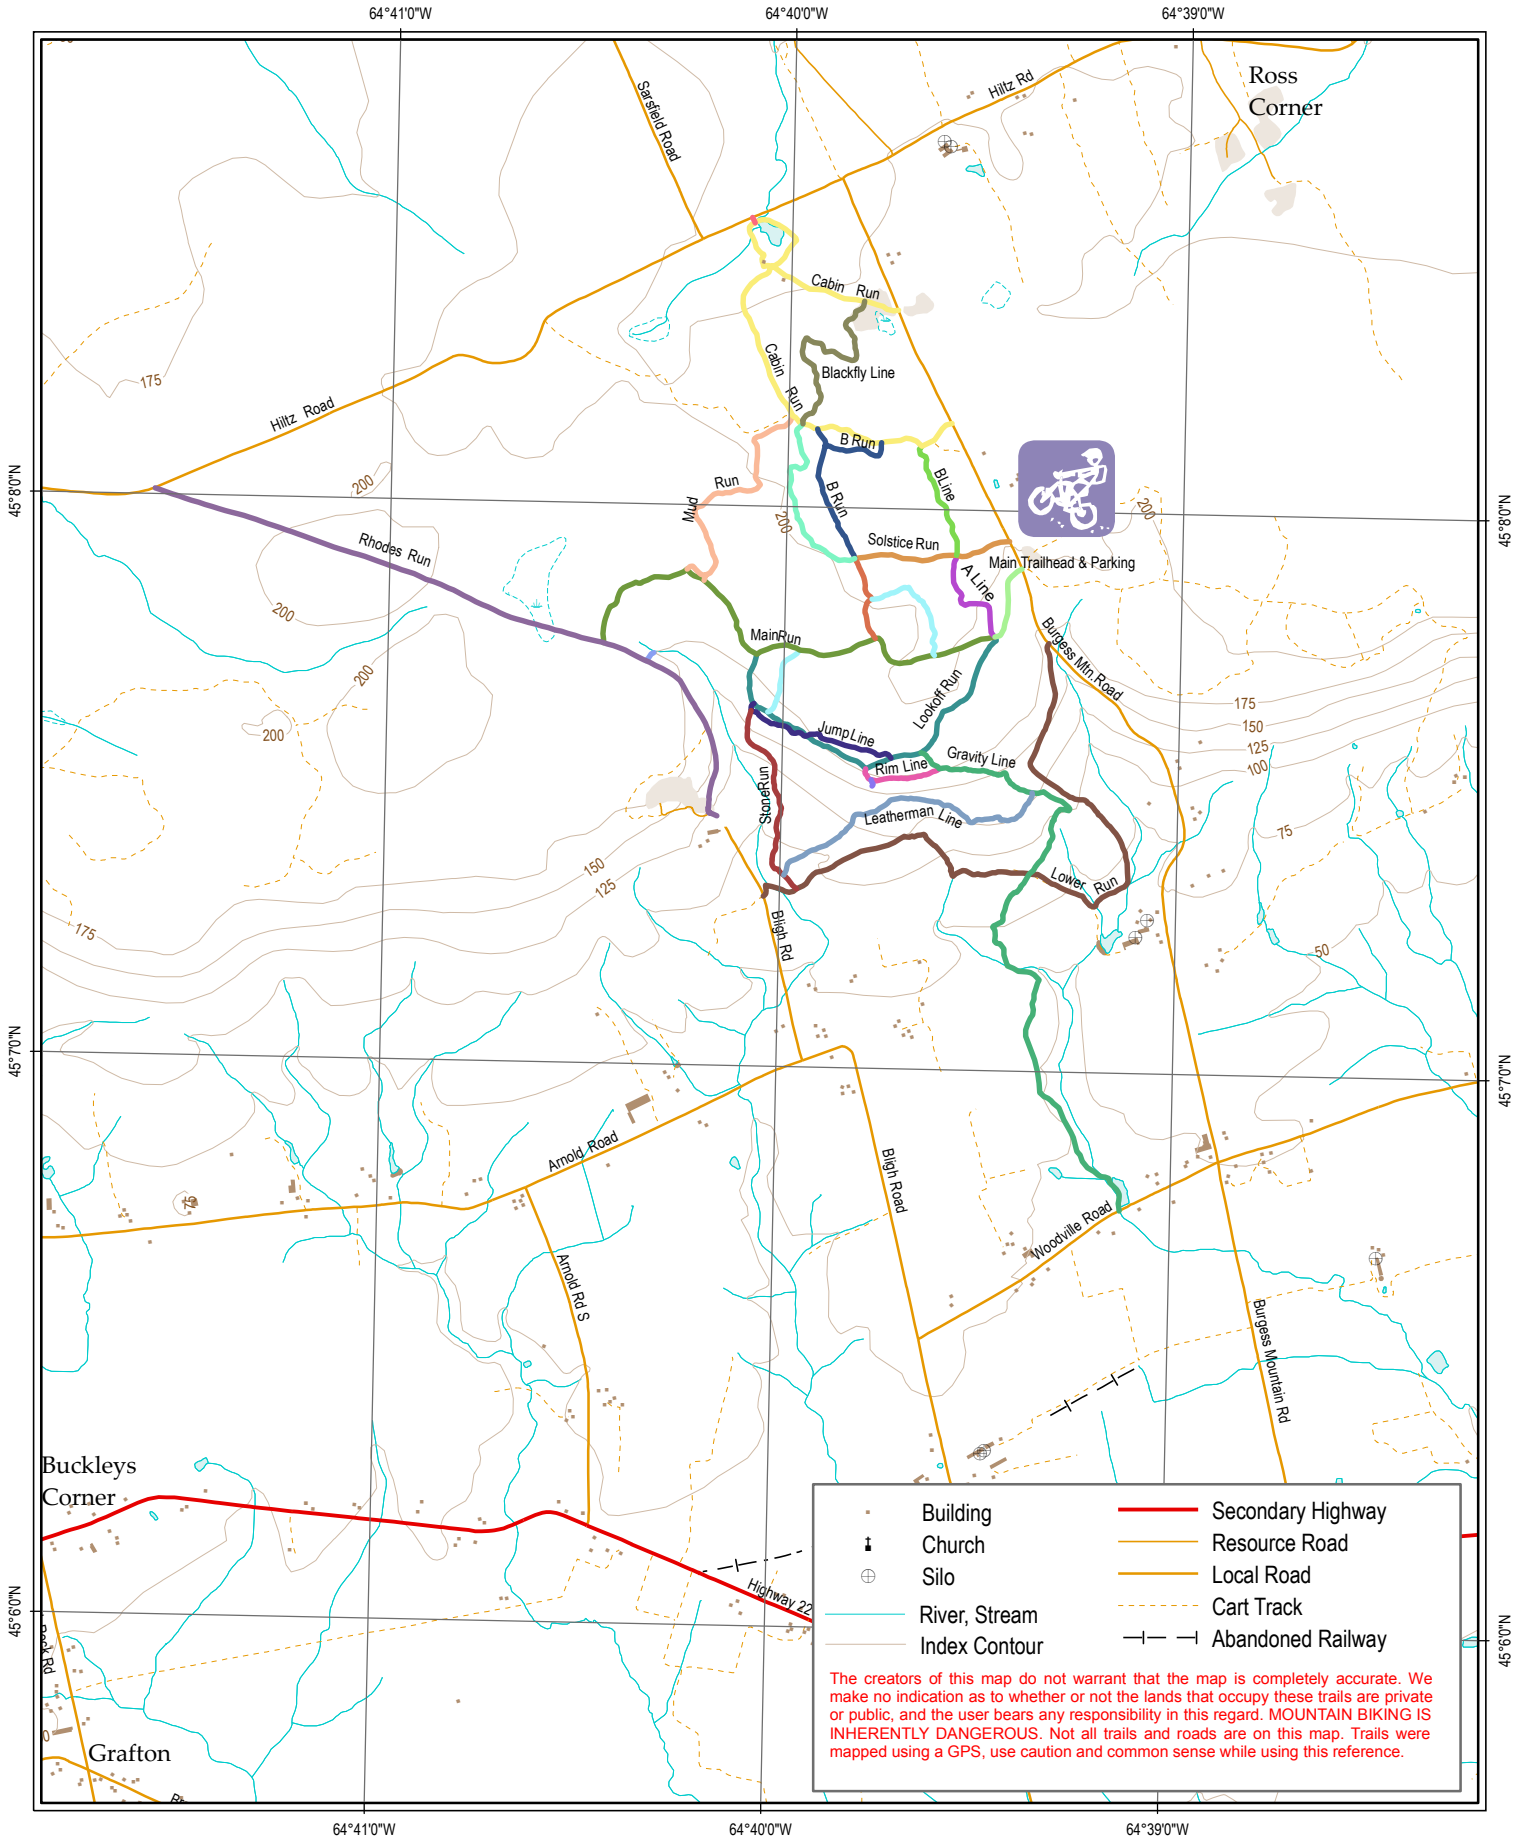 64°41'0"W
64°40'0"W
64°39'0"W
Ross
Corner
Hiltz Rd
Sarsfield Road
Cabin Run
175
Cabin Run
Blackfly Line
Hiltz Road
B Run
45°8'0"N
200
Run
BLine
200
45°8'0"N
Mud
B Run
200
Rhodes Run
Solstice Run
Main Trailhead & Parking
A Line
200
MainRun
Burgess Mtn. Road
200
Lookoff Run
175
200
JumpLine
150
125
Gravity Line
100
Rim Line
StoneRun
Leatherman Line
75
150
125
Lower Run
175
Bligh Rd
50
45°7'0"N
45°7'0"N
Arnold Road
Bligh Road
75
Woodville Road
Arnold Rd S
Burgess Mountain Rd
Buckleys
Corner
Building
Church
Silo
River, Stream
Index Contour
Secondary Highway
Resource Road
Local Road
Cart Track
Abandoned Railway
Highway 22
45°6'0"N
45°6'0"N
Rd
The creators of this map do not warrant that the map is completely accurate. We
make no indication as to whether or not the lands that occupy these trails are private
or public, and the user bears any responsibility in this regard. MOUNTAIN BIKING IS
INHERENTLY DANGEROUS. Not all trails and roads are on this map. Trails were
mapped using a GPS, use caution and common sense while using this reference.
Grafton
64°41'0"W
64°40'0"W
64°39'0"W